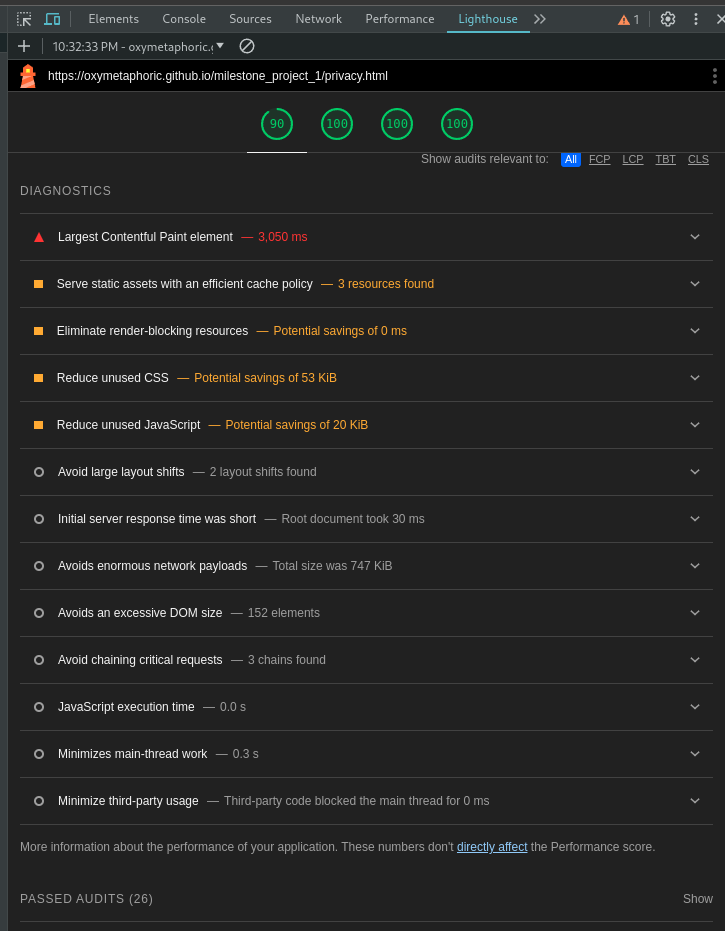 Elements Console Sources Network Performance Lighthouse 1
10:32:33 PM - oxymetaphoric.g
https://oxymetaphoric.github.io/milestone_project_1/privacy.html
90 100 100 100
Show audits relevant to: All FCP LCP TBT CLS
DIAGNOSTICS
Largest Contentful Paint element — 3,050 ms
Serve static assets with an efficient cache policy — 3 resources found
Eliminate render-blocking resources — Potential savings of 0 ms
Reduce unused CSS — Potential savings of 53 KiB
Reduce unused JavaScript — Potential savings of 20 KiB
Avoid large layout shifts — 2 layout shifts found
Initial server response time was short — Root document took 30 ms
Avoids enormous network payloads — Total size was 747 KiB
Avoids an excessive DOM size — 152 elements
Avoid chaining critical requests — 3 chains found
JavaScript execution time — 0.0 s
Minimizes main-thread work — 0.3 s
Minimize third-party usage — Third-party code blocked the main thread for 0 ms
More information about the performance of your application. These numbers don't directly affect the Performance score.
PASSED AUDITS (26) Show